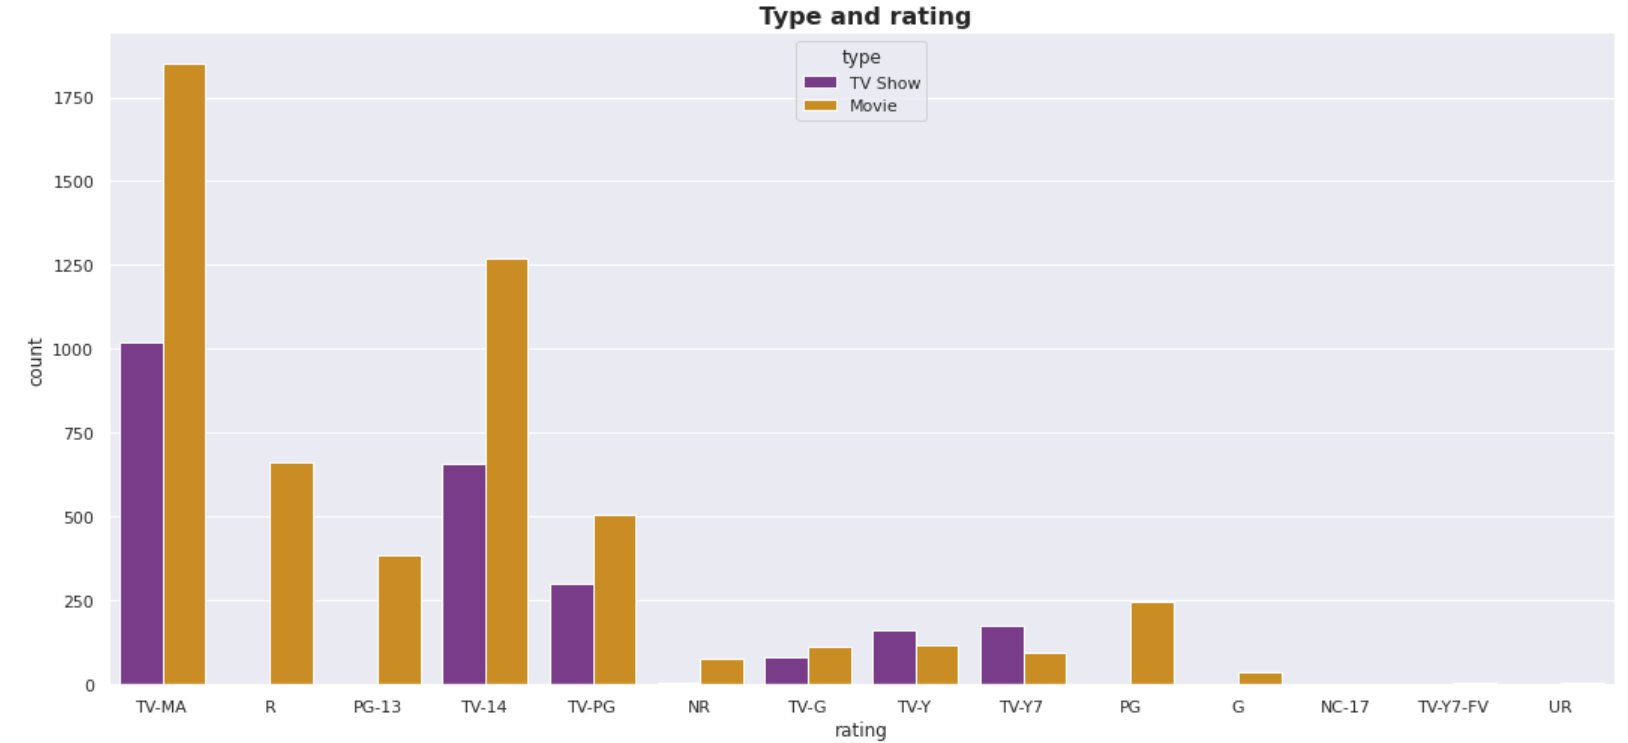 Type and rating
type
TV Show
Movie
1750
1500
1250
1000
750
500
250
0
count
TV-MA R PG-13 TV-14 TV-PG NR TV-G TV-Y TV-Y7 PG G NC-17 TV-Y7-FV UR
rating